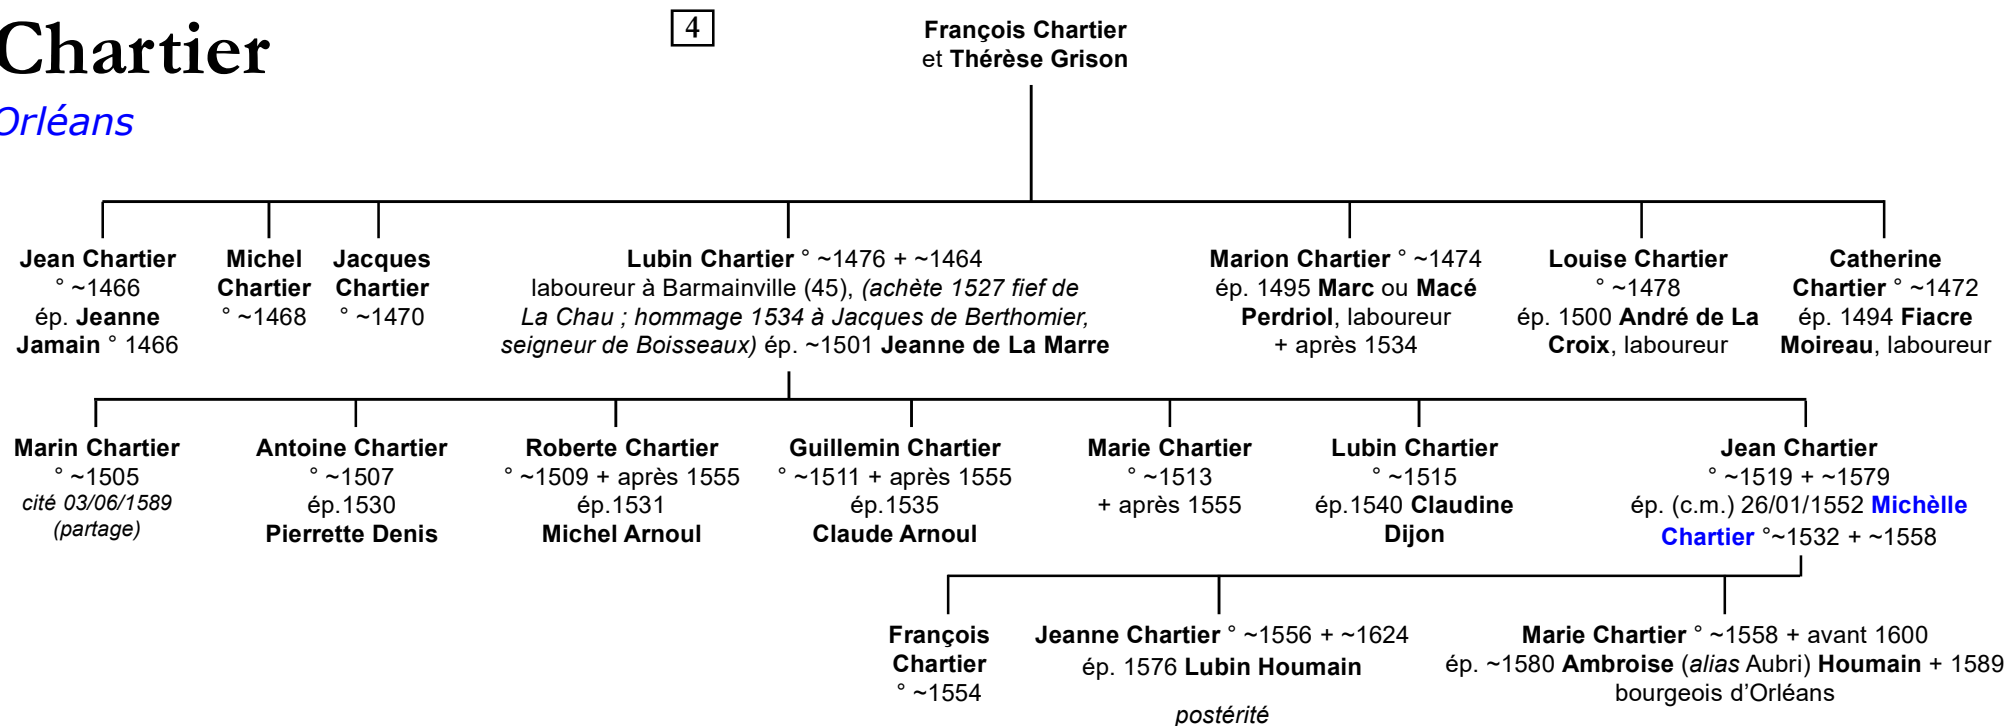 Chartier
Orléans
4
François Chartier
et Thérèse Grison
Jean Chartier
° ~1466
ép. Jeanne
Jamain ° 1466
Michel
Chartier
° ~1468
Jacques
Chartier
° ~1470
Lubin Chartier ° ~1476 + ~1464
laboureur à Barmainville (45), (achète 1527 fief de
La Chau ; hommage 1534 à Jacques de Berthomier,
seigneur de Boisseaux) ép. ~1501 Jeanne de La Marre
Marion Chartier ° ~1474
ép. 1495 Marc ou Macé
Perdriol, laboureur
+ après 1534
Louise Chartier
° ~1478
ép. 1500 André de La
Croix, laboureur
Catherine
Chartier ° ~1472
ép. 1494 Fiacre
Moireau, laboureur
Marin Chartier
° ~1505
cité 03/06/1589
(partage)
Antoine Chartier
° ~1507
ép.1530
Pierrette Denis
Roberte Chartier
° ~1509 + après 1555
ép.1531
Michel Arnoul
Guillemin Chartier
° ~1511 + après 1555
ép.1535
Claude Arnoul
Marie Chartier
° ~1513
+ après 1555
Lubin Chartier
° ~1515
ép.1540 Claudine
Dijon
Jean Chartier
° ~1519 + ~1579
ép. (c.m.) 26/01/1552 Michèlle
Chartier °~1532 + ~1558
François
Chartier
° ~1554
Jeanne Chartier ° ~1556 + ~1624
ép. 1576 Lubin Houmain
postérité
Marie Chartier ° ~1558 + avant 1600
ép. ~1580 Ambroise (alias Aubri) Houmain + 1589
bourgeois d'Orléans